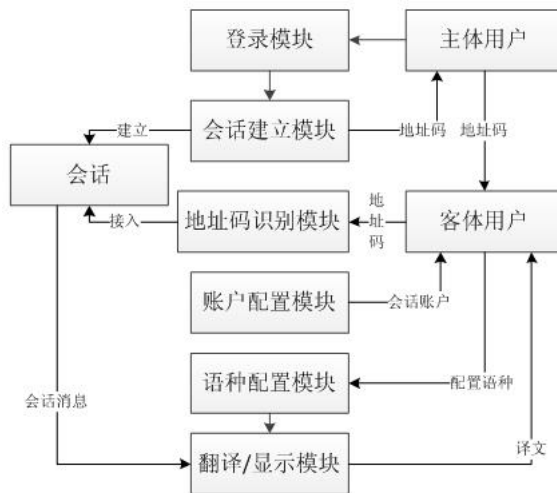 登录模块
主体用户
建立
会话建立模块
地址码
地址码
会话
接入
地址码识别模块
地
址
码
客体用户
账户配置模块
会话账户
语种配置模块
配置语种
会话消息
翻译/显示模块
译文